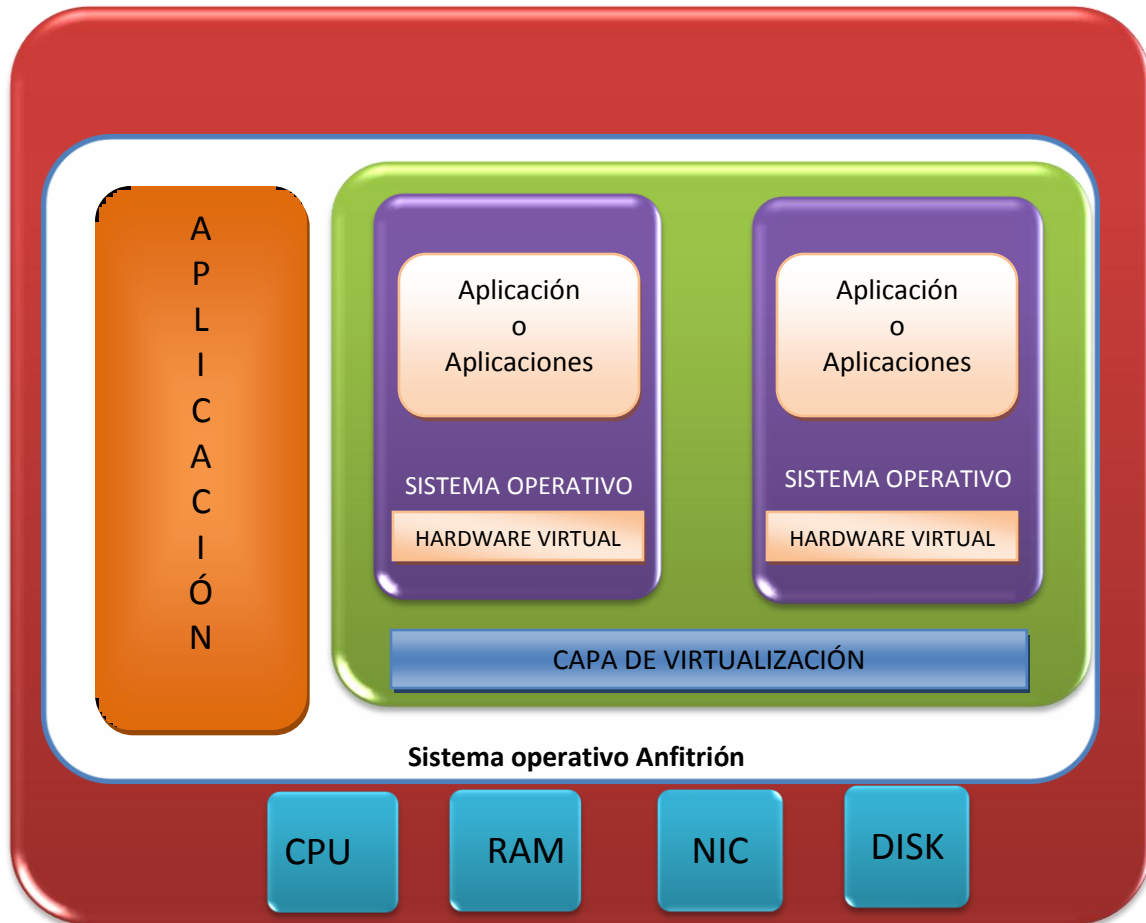 A
P
L
I
C
A
C
I
Ó
N
Aplicación
o
Aplicaciones
SISTEMA OPERATIVO
HARDWARE VIRTUAL
Aplicación
o
Aplicaciones
SISTEMA OPERATIVO
HARDWARE VIRTUAL
CAPA DE VIRTUALIZACIÓN
Sistema operativo Anfitrión
CPU
RAM
NIC
DISK